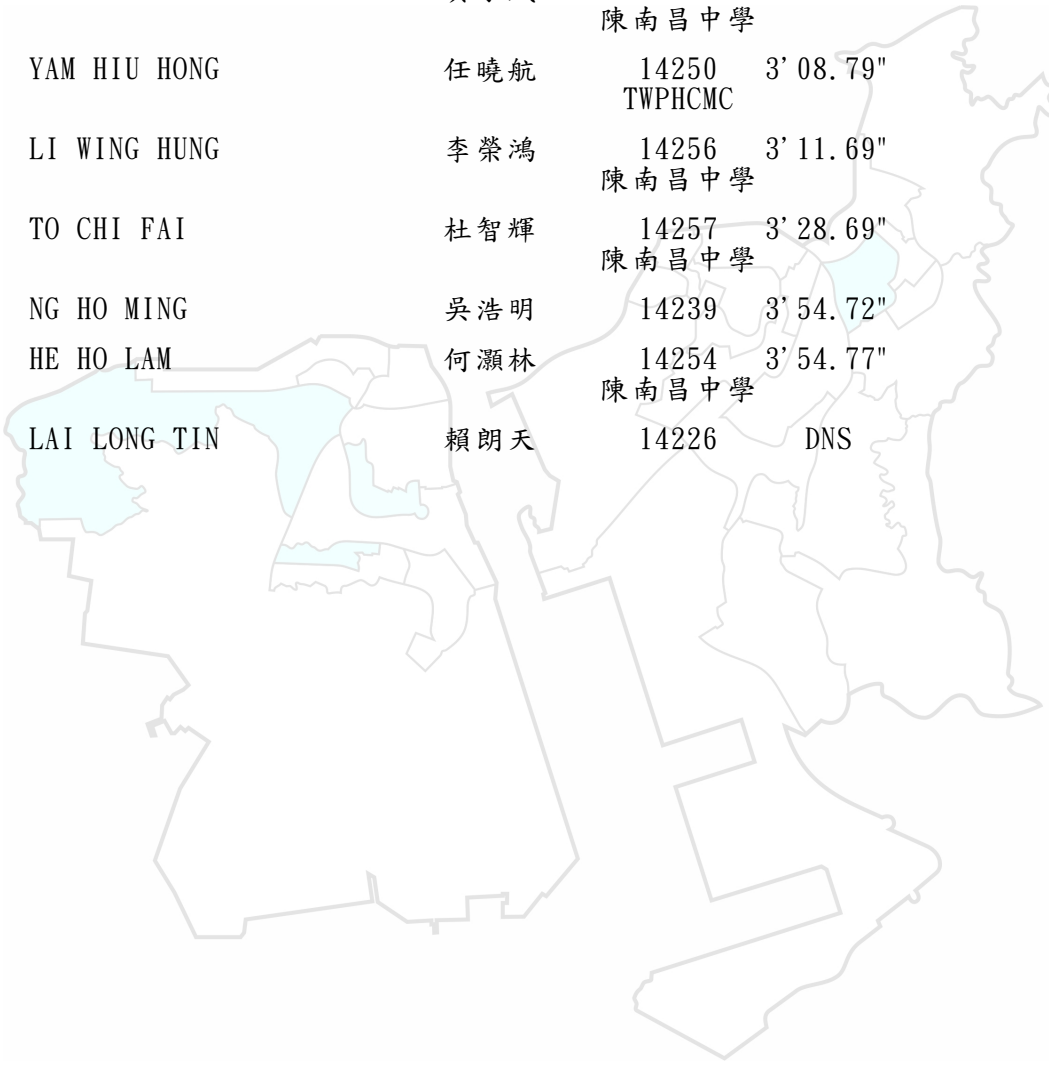 陳南昌中學
YAM HIU HONG 任曉航 14250 3'08.79"
TWPHCMC
LI WING HUNG 李榮鴻 14256 3'11.69"
陳南昌中學
TO CHI FAI 杜智輝 14257 3'28.69"
陳南昌中學
NG HO MING 吳浩明 14239 3'54.72"
HE HO LAM 何灝林 14254 3'54.77"
陳南昌中學
LAI LONG TIN 賴朗天 14226 DNS